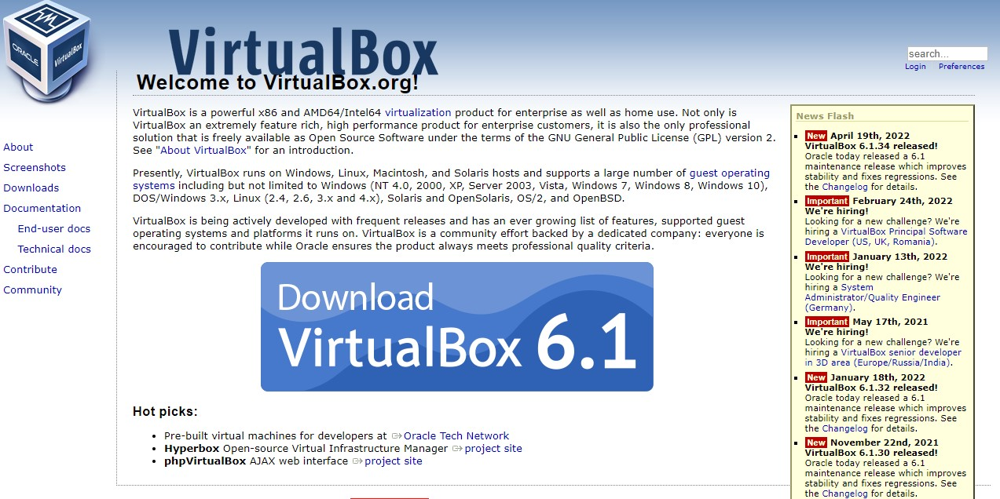 ORACLE
VirtualBox
VirtualBox
search...
Login Preferences
Welcome to VirtualBox.org!
About
Screenshots
Downloads
Documentation
End-user docs
Technical docs
Contribute
Community
VirtualBox is a powerful x86 and AMD64/Intel64 virtualization product for enterprise as well as home use. Not only is
VirtualBox an extremely feature rich, high performance product for enterprise customers, it is also the only professional
solution that is freely available as Open Source Software under the terms of the GNU General Public License (GPL) version 2.
See "About VirtualBox" for an introduction.
Presently, VirtualBox runs on Windows, Linux, Macintosh, and Solaris hosts and supports a large number of guest operating
systems including but not limited to Windows (NT 4.0, 2000, XP, Server 2003, Vista, Windows 7, Windows 8, Windows 10),
DOS/Windows 3.x, Linux (2.4, 2.6, 3.x and 4.x), Solaris and OpenSolaris, OS/2, and OpenBSD.
VirtualBox is being actively developed with frequent releases and has an ever growing list of features, supported guest
operating systems and platforms it runs on. VirtualBox is a community effort backed by a dedicated company: everyone is
encouraged to contribute while Oracle ensures the product always meets professional quality criteria.
Download
VirtualBox 6.1
Hot picks:
Pre-built virtual machines for developers at Oracle Tech Network
Hyperbox Open-source Virtual Infrastructure Manager project site
phpVirtualBox AJAX web interface project site
News Flash
New April 19th, 2022
VirtualBox 6.1.34 released!
Oracle today released a 6.1
maintenance release which improves
stability and fixes regressions. See
the Changelog for details.
Important February 24th, 2022
We're hiring!
Looking for a new challenge? We're
hiring a VirtualBox Principal Software
Developer (US, UK, Romania).
Important January 13th, 2022
We're hiring!
Looking for a new challenge? We're
hiring a System
Administrator/Quality Engineer
(Germany).
Important May 17th, 2021
We're hiring!
Looking for a new challenge? We're
hiring a VirtualBox senior developer
in 3D area (Europe/Russia/India).
New January 18th, 2022
VirtualBox 6.1.32 released!
Oracle today released a 6.1
maintenance release which improves
stability and fixes regressions. See
the Changelog for details.
New November 22nd, 2021
VirtualBox 6.1.30 released!
Oracle today released a 6.1
maintenance release which improves
stability and fixes regressions. See
the Changelog for details.